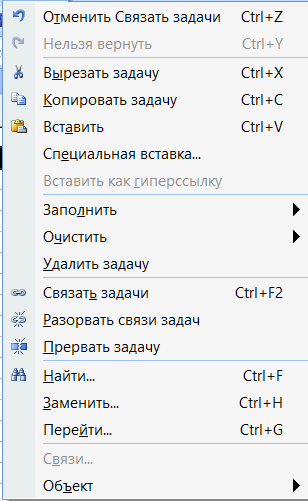 Отменить Связать задачи Ctrl+Z
Нельзя вернуть Ctrl+Y
Вырезать задачу Ctrl+X
Копировать задачу Ctrl+C
Вставить Ctrl+V
Специальная вставка...
Вставить как гиперссылку
Заполнить
Очистить
Удалить задачу
Связать задачи Ctrl+F2
Разорвать связи задач
Прервать задачу
Найти... Ctrl+F
Заменить... Ctrl+H
Перейти... Ctrl+G
Связи...
Объект